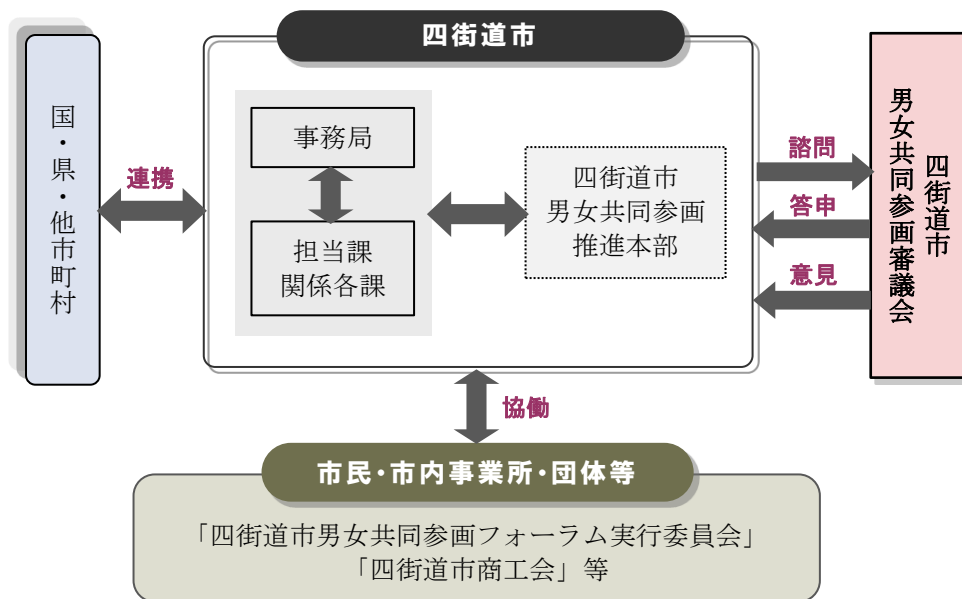 四街道市
国・県・他市町村
連携
事務局
担当課
関係各課
四街道市
男女共同参画
推進本部
諮問
答申
意見
四街道市
男女共同参画審議会
協働
市民・市内事業所・団体等
「四街道市男女共同参画フォーラム実行委員会」
「四街道市商工会」等